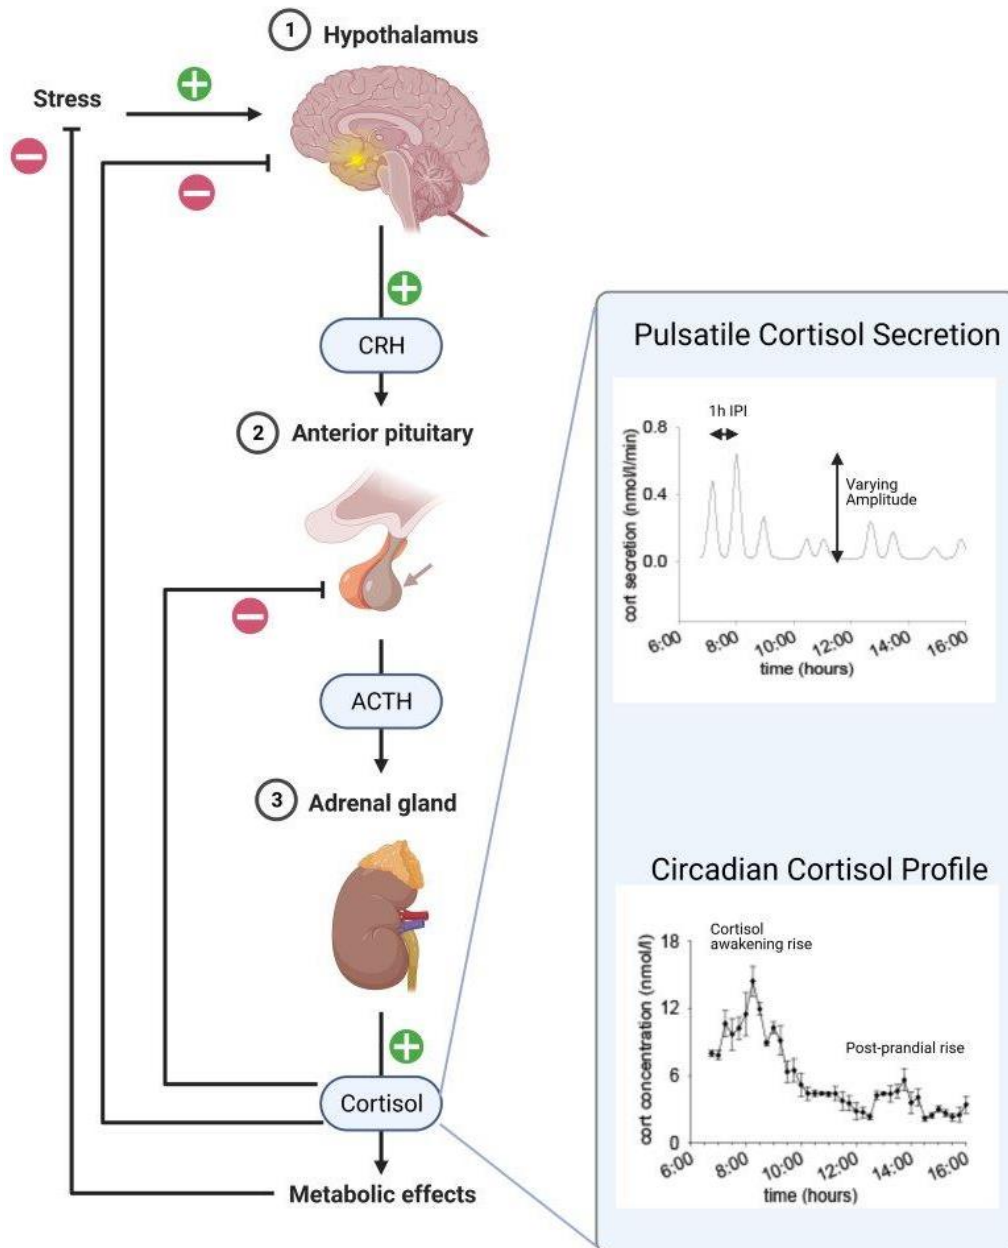 1 Hypothalamus
Stress
CRH
2 Anterior pituitary
ACTH
3 Adrenal gland
Cortisol
Metabolic effects
Pulsatile Cortisol Secretion
1h IPI
Varying
Amplitude
cort secretion (nmol/l/min)
0.8
0.4
0.0
6:00 8:00 10:00 12:00 14:00 16:00
time (hours)
Circadian Cortisol Profile
Cortisol
awakening rise
Post-prandial rise
cort concentration (nmol/l)
18
12
6
0
6:00 8:00 10:00 12:00 14:00 16:00
time (hours)